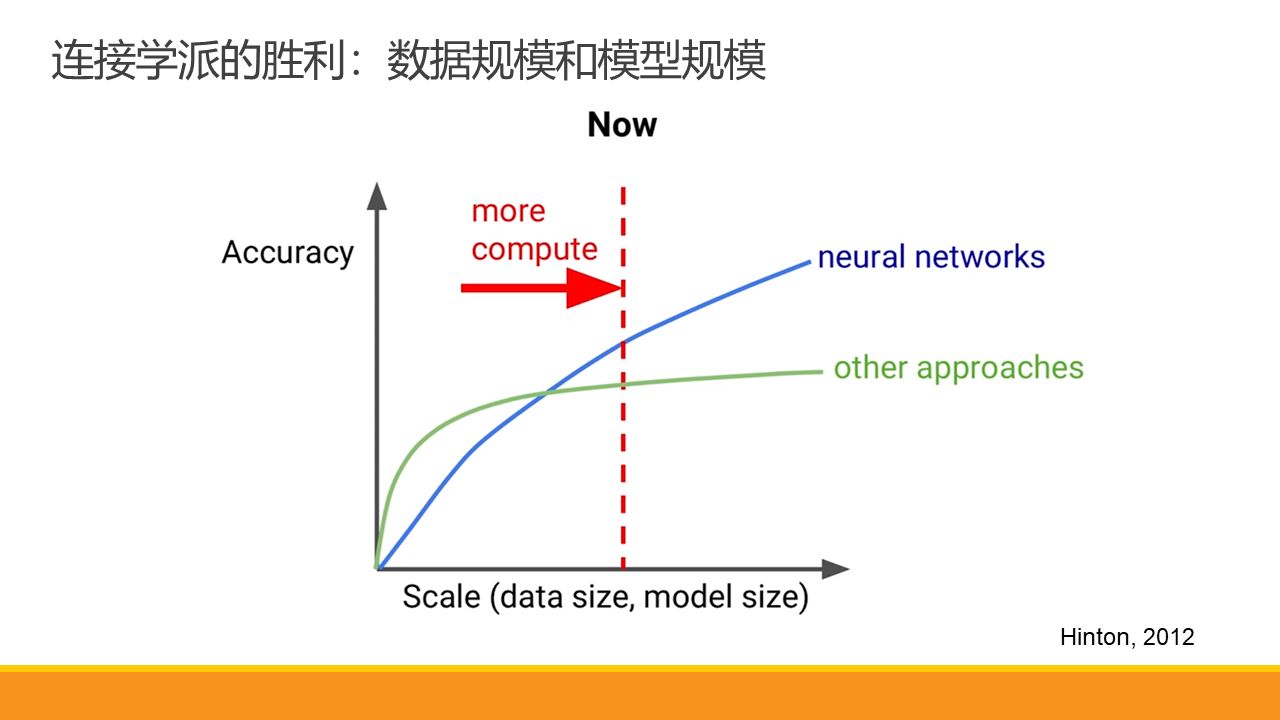 连接学派的胜利：数据规模和模型规模
Now
more
compute
Accuracy
neural networks
other approaches
Scale (data size, model size)
Hinton, 2012